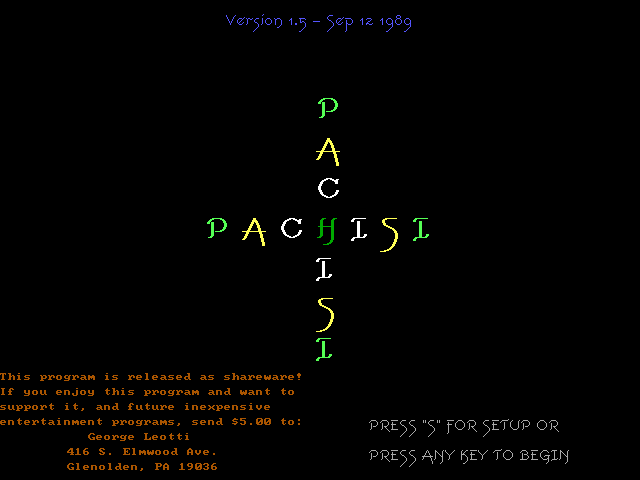 Version 1.5 - Sep 12 1989
P
A
C
P A C H I S I
I
S
I
This program is released as shareware!
If you enjoy this program and want to
support it, and future inexpensive
entertainment programs, send $5.00 to:
George Leotti
416 S. Elmwood Ave.
Glenolden, PA 19036
PRESS "S" FOR SETUP OR
PRESS ANY KEY TO BEGIN